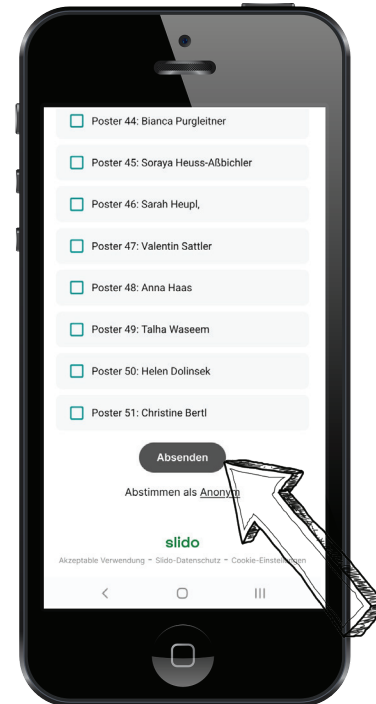 Poster 44: Bianca Purgleitner
Poster 45: Soraya Heuss-Aßbichler
Poster 46: Sarah Heupl,
Poster 47: Valentin Sattler
Poster 48: Anna Haas
Poster 49: Talha Waseem
Poster 50: Helen Dolinsek
Poster 51: Christine Bertl
Absenden
Abstimmen als Anonym
slido
Akzeptable Verwendung - Slido-Datenschutz - Cookie-Einstellungen